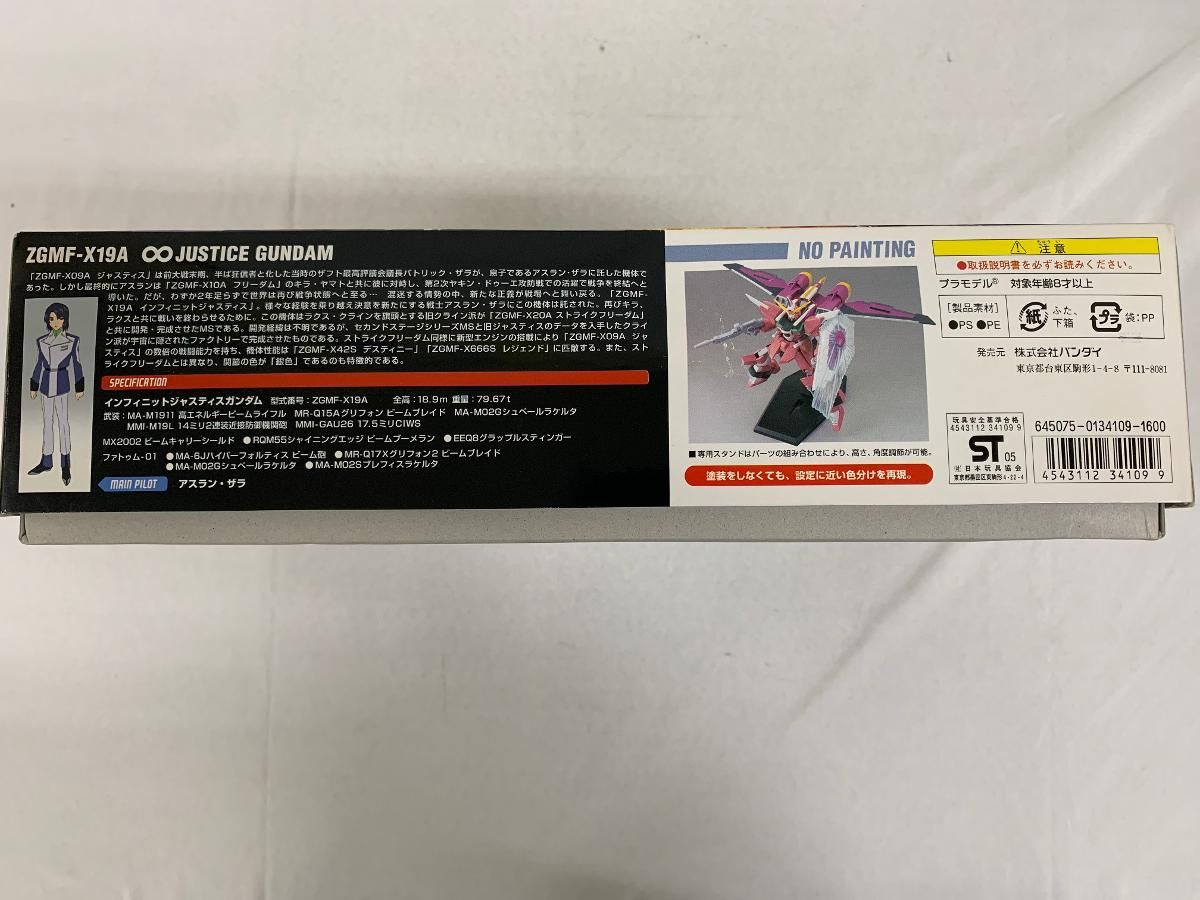 ZGMF-X19A ∞ JUSTICE GUNDAM
「ZGMF-X09A ジャスティス」は前大戦末期、半ば狂信者と化した当時のザフト最高評議会議長パトリック・ザラが、息子であるアスラン・ザラに託した機体で
あった。しかし最終的にアスランは「ZGMF-X10A フリーダム」のキラ・ヤマトと共に彼に対峙し、第2次ヤキン・ドゥーエ攻防戦での活躍で戦争を終結へと
導いた。だが、わずか2年足らずで世界は再び戦争状態へと至る… 混迷する情勢の中、新たな正義が戦場へと舞い戻る。「ZGMF-
X19A インフィニットジャスティス」。様々な経験を乗り越え決意を新たにする戦士アスラン・ザラにこの機体は託された。再びキラ、
ラクスと共に戦いを終わらせるために。この機体はラクス・クラインを旗頭とする旧クライン派が「ZGMF-X20A ストライクフリーダム」
と共に開発・完成させたMSである。開発経緯は不明であるが、セカンドステージシリーズMSと旧ジャスティスのデータを入手したクライ
ン派が宇宙に隠されたファクトリーで完成させたものである。ストライクフリーダム同様に新型エンジンの搭載により「ZGMF-X09A ジャ
スティス」の数倍の戦闘能力を持ち、機体性能は「ZGMF-X42S デスティニー」「ZGMF-X666S レジェンド」に匹敵する。また、スト
ライクフリーダムとは異なり、関節の色が「銀色」であるのも特徴的である。
SPECIFICATION
インフィニットジャスティスガンダム 型式番号：ZGMF-X19A 全高：18.9m 重量：79.67t
武装：MA-M1911 高エネルギービームライフル MR-Q15Aグリフォン ビームブレイド MA-M02Gシュペールラケルタ
MMI-M19L 14ミリ2連装近接防御機関砲 MMI-GAU26 17.5ミリCIWS
MX2002 ビームキャリーシールド ●RQM55シャイニングエッジ ビームブーメラン ●EEQ8グラップルスティンガー
ファトゥム-01 ●MA-6Jハイパーフォルティス ビーム砲 ●MR-Q17Xグリフォン2 ビームブレイド
●MA-M02Gシュペールラケルタ ●MA-M02Sブレフィスラケルタ
MAIN PILOT アスラン・ザラ
NO PAINTING
■専用スタンドはパーツの組み合わせにより、高さ、角度調節が可能。
塗装をしなくても、設定に近い色分けを再現。
ちゅうい
注意
●取扱説明書を必ずお読みください。
プラモデル® 対象年齢8才以上
［製品素材］
●PS ●PE
紙 ふた、
下箱
プラ 袋：PP
発売元 株式会社バンダイ
東京都台東区駒形1-4-8 〒111-8081
玩具安全基準合格
4543112 34109 9
ST 05
(社)日本玩具協会
東京都墨田区東駒形4-22-4
645075-0134109-1600
4543112 34109 9